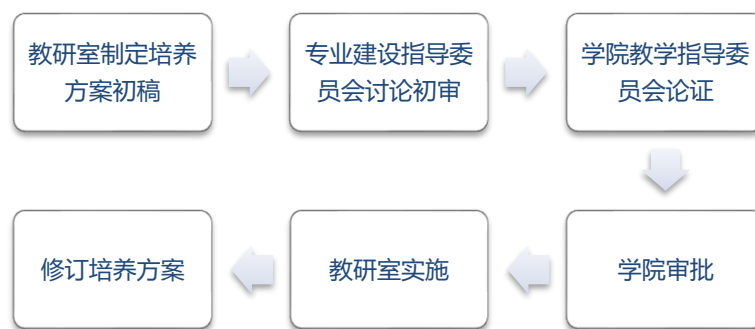 教研室制定培养
方案初稿
专业建设指导委
员会讨论初审
学院教学指导委
员会论证
学院审批
教研室实施
修订培养方案